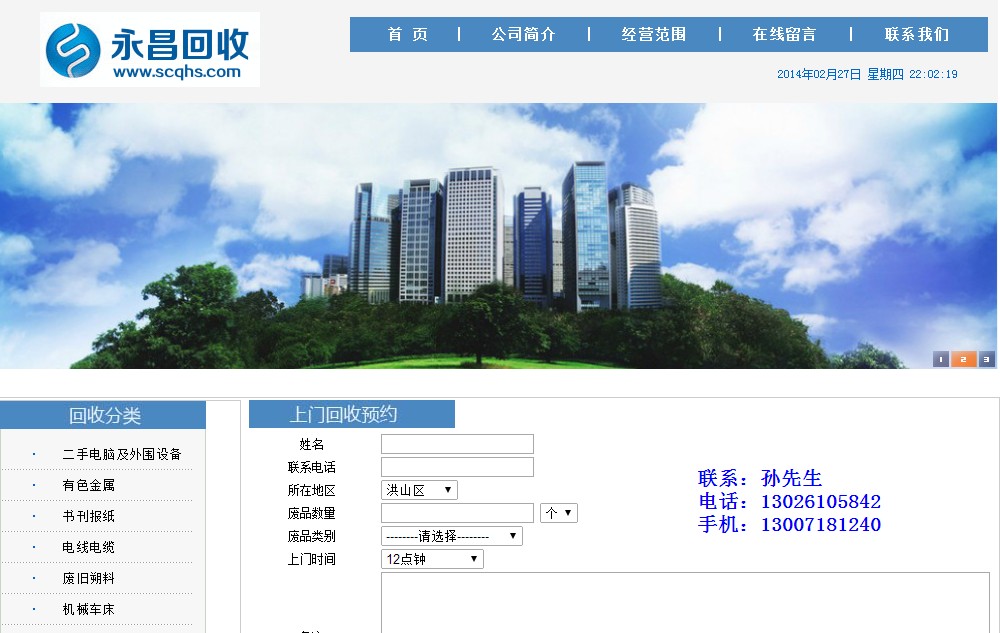 永昌回收
www.scqhs.com
首 页 | 公司简介 | 经营范围 | 在线留言 | 联系我们
2014年02月27日 星期四 22:02:19
1 2 3
回收分类
· 二手电脑及外围设备
· 有色金属
· 书刊报纸
· 电线电缆
· 废旧朔料
· 机械车床
上门回收预约
姓名
联系电话
所在地区 洪山区
废品数量 个
废品类别 --------请选择--------
上门时间 12点钟
联系：孙先生
电话：13026105842
手机：13007181240